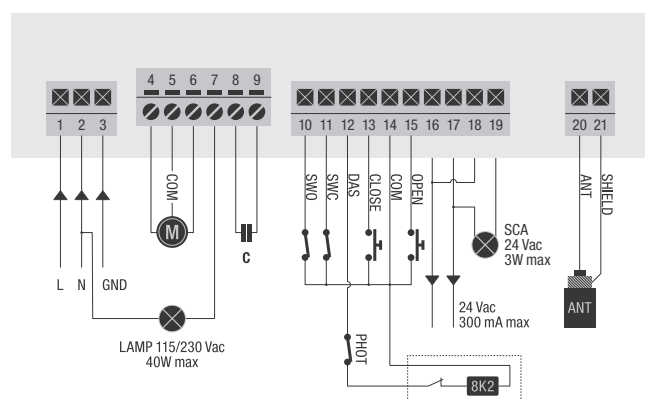 4 5 6 7 8 9
1 2 3
10 11 12 13 14 15 16 17 18 19
20 21
COM
SWO
SWC
DAS
CLOSE
COM
OPEN
ANT
SHIELD
M
C
SCA
24 Vac
3W max
L N GND
24 Vac
300 mA max
ANT
LAMP 115/230 Vac
40W max
PHOT
8K2